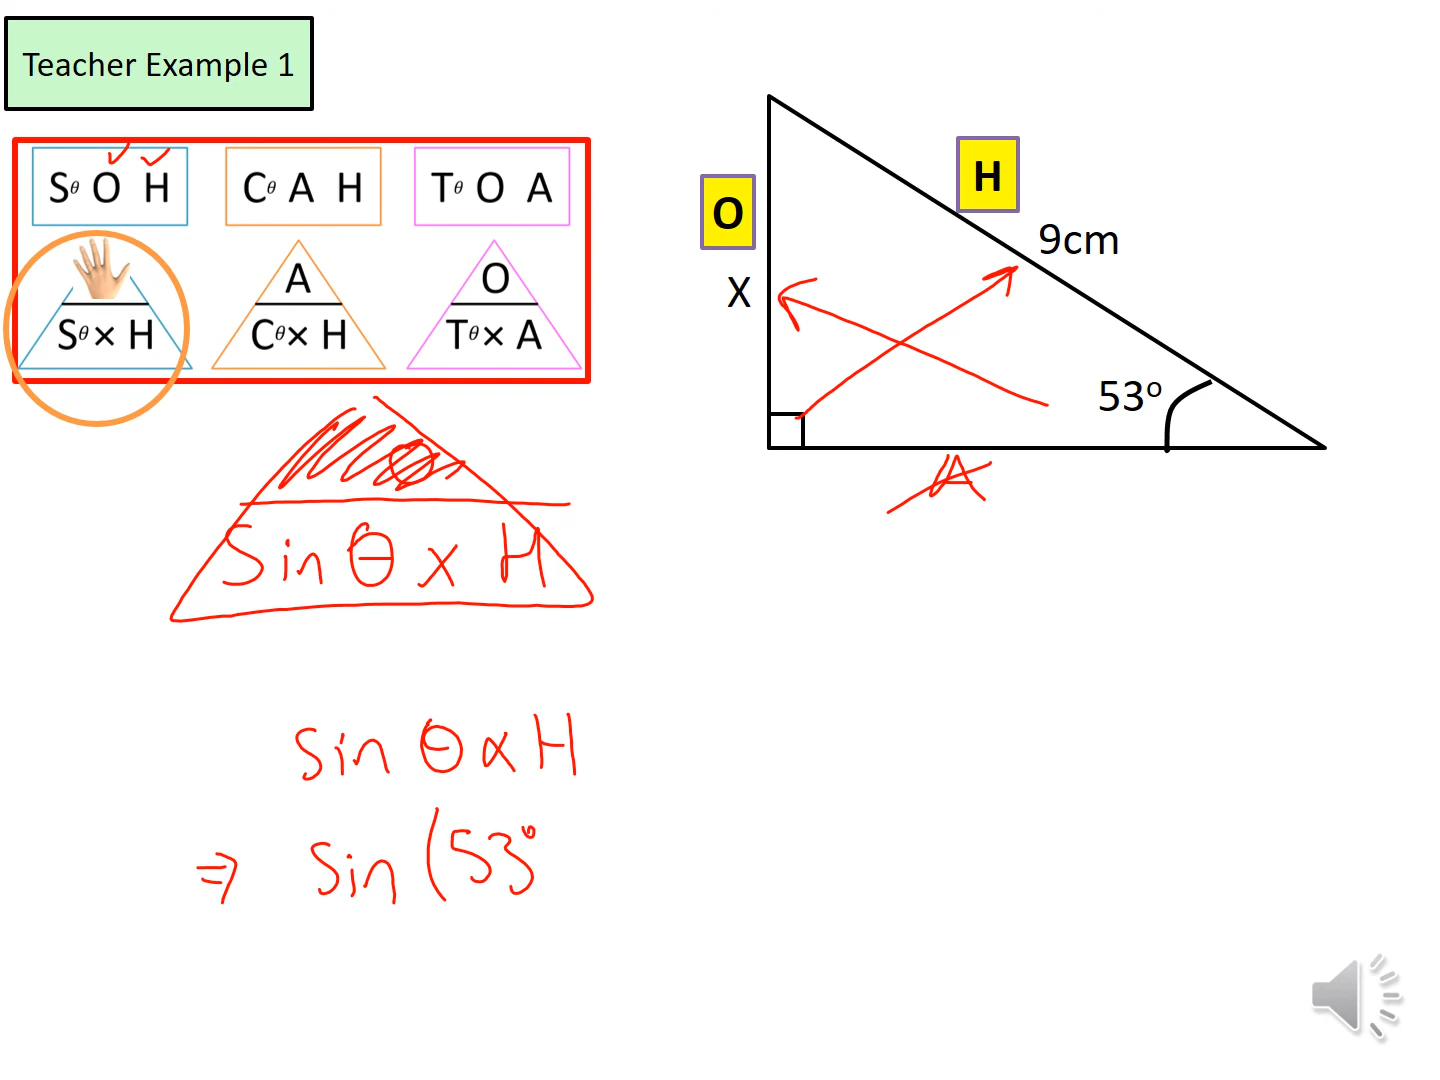 Teacher Example 1
Sθ O H
Cθ A H
Tθ O A
A
O
Sθ × H
Cθ × H
Tθ × A
O
H
9cm
X
53o
A
O
Sin θ x H
Sin θ x H
⇒ Sin (53°